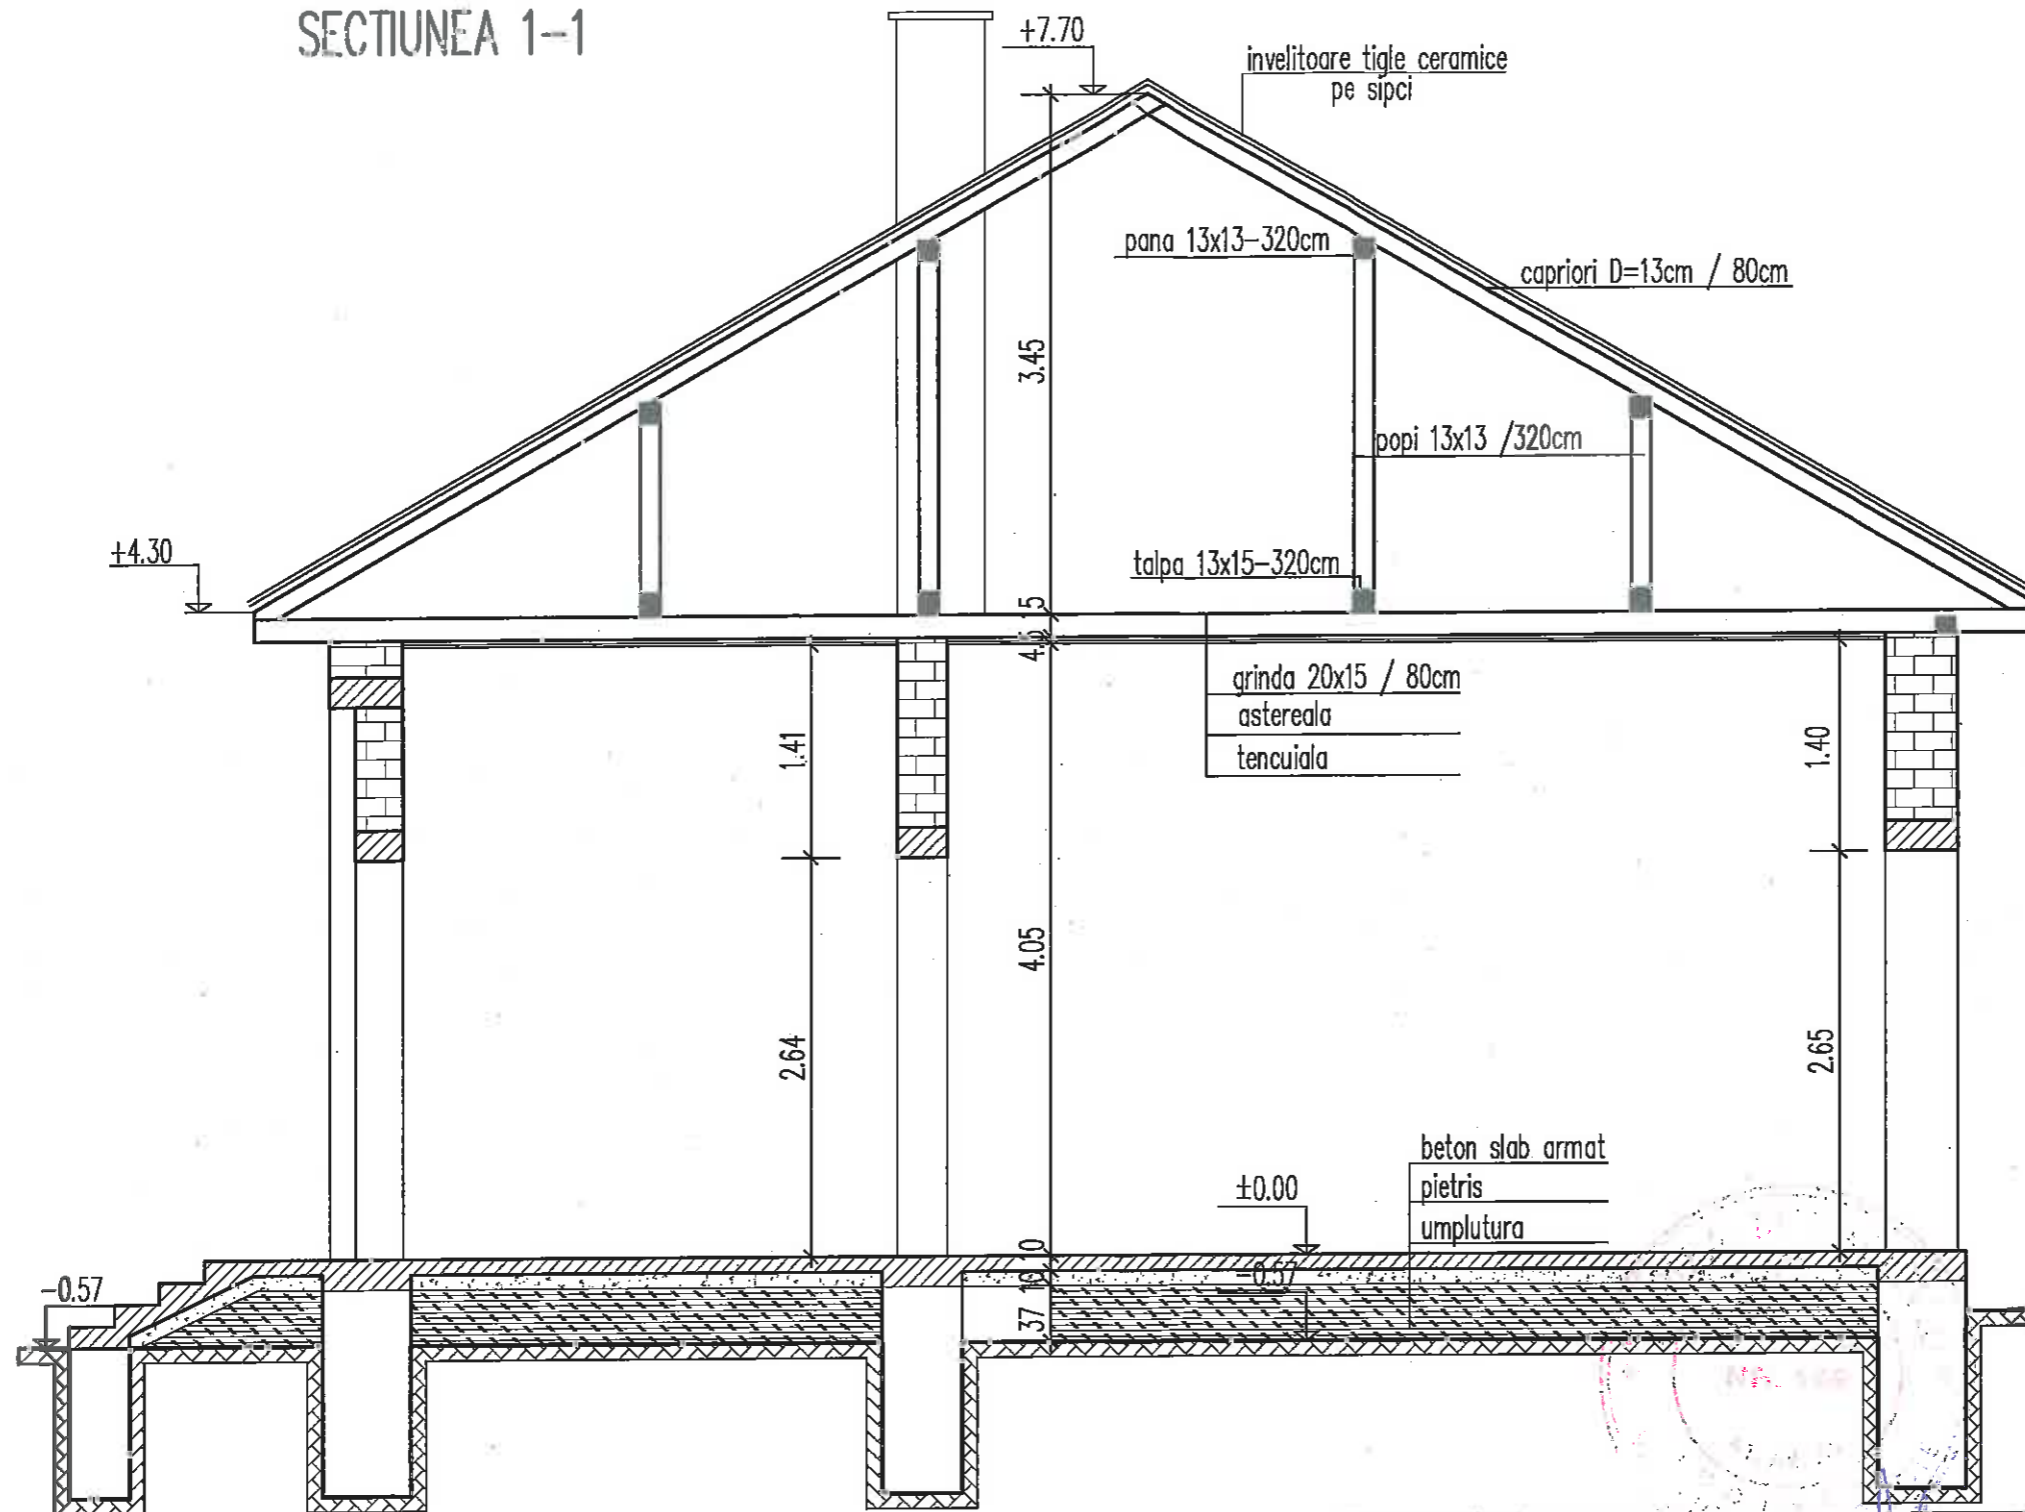 SECTIUNEA 1-1
+7.70
invelitoare tigle ceramice
pe sipci
pana 13x13-320cm
capriori D=13cm / 80cm
3.45
popi 13x13 /320cm
+4.30
talpa 13x15-320cm
grinda 20x15 / 80cm
astereala
tencuiala
1.41
1.40
4.05
2.64
2.65
beton slab armat
pietris
umplutura
±0.00
-0.57
-0.57
10
37